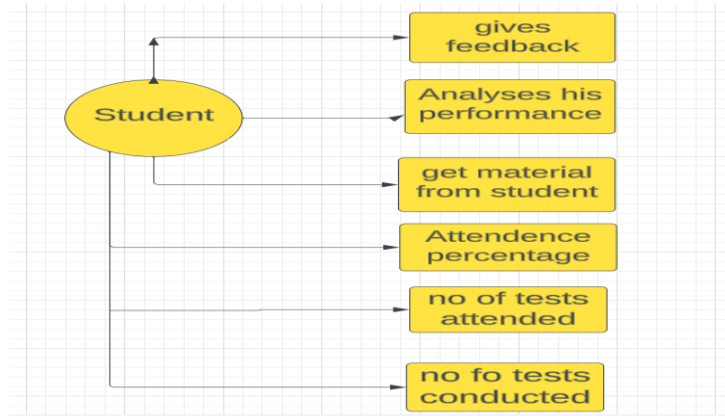 gives
feedback
Student
Analyses his
performance
get material
from student
Attendence
percentage
no of tests
attended
no fo tests
conducted